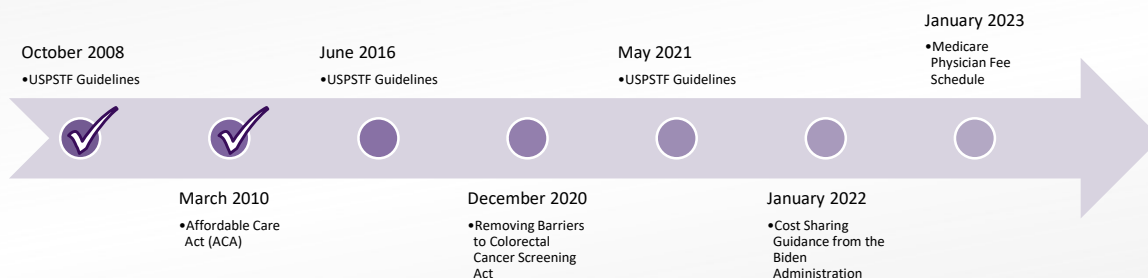 October 2008
•USPSTF Guidelines
March 2010
•Affordable Care
Act (ACA)
June 2016
•USPSTF Guidelines
December 2020
•Removing Barriers
to Colorectal
Cancer Screening
Act
May 2021
•USPSTF Guidelines
January 2022
•Cost Sharing
Guidance from the
Biden
Administration
January 2023
•Medicare
Physician Fee
Schedule